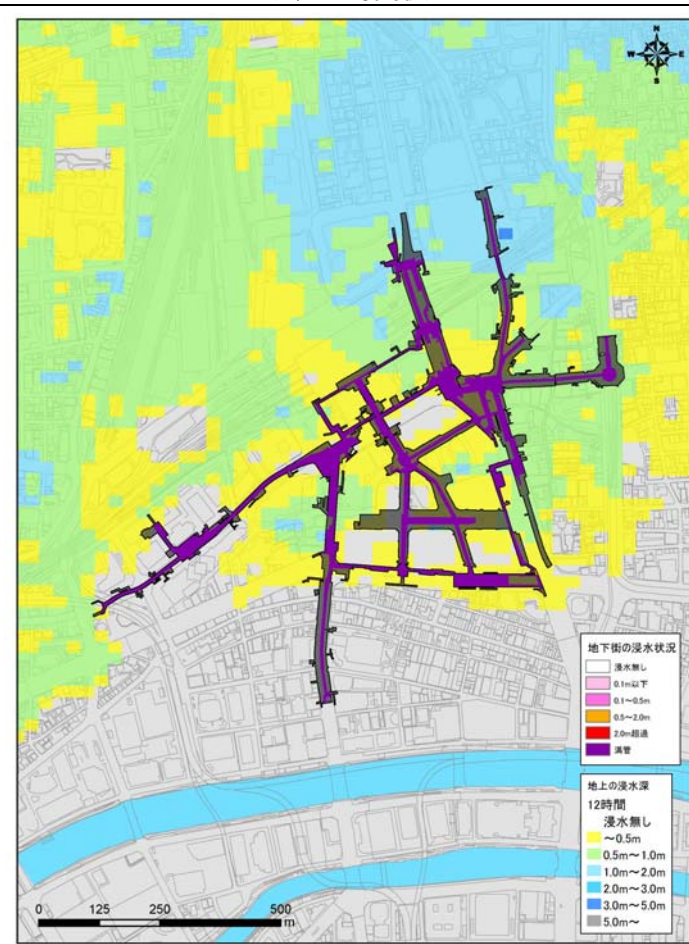 N
W E
S
地下街の浸水状況
浸水無し
0.1m以下
0.1～0.5m
0.5～2.0m
2.0m超過
満管
地上の浸水深
12時間
浸水無し
～0.5m
0.5m～1.0m
1.0m～2.0m
2.0m～3.0m
3.0m～5.0m
5.0m～
0 125 250 500
m